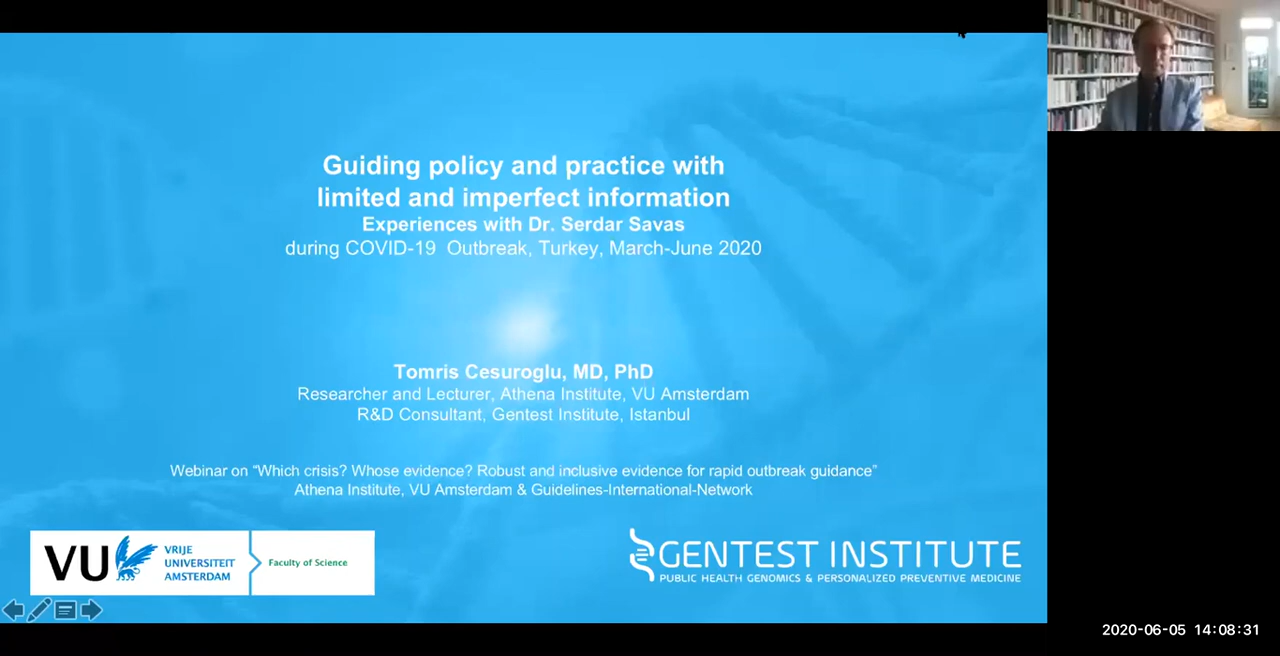 Guiding policy and practice with
limited and imperfect information
Experiences with Dr. Serdar Savas
during COVID-19 Outbreak, Turkey, March-June 2020
Tomris Cesuroglu, MD, PhD
Researcher and Lecturer, Athena Institute, VU Amsterdam
R&D Consultant, Gentest Institute, Istanbul
Webinar on “Which crisis? Whose evidence? Robust and inclusive evidence for rapid outbreak guidance”
Athena Institute, VU Amsterdam & Guidelines-International-Network
VU
VRIJE
UNIVERSITEIT
AMSTERDAM
Faculty of Science
GENTEST INSTITUTE
PUBLIC HEALTH GENOMICS & PERSONALIZED PREVENTIVE MEDICINE
2020-06-05 14:08:31